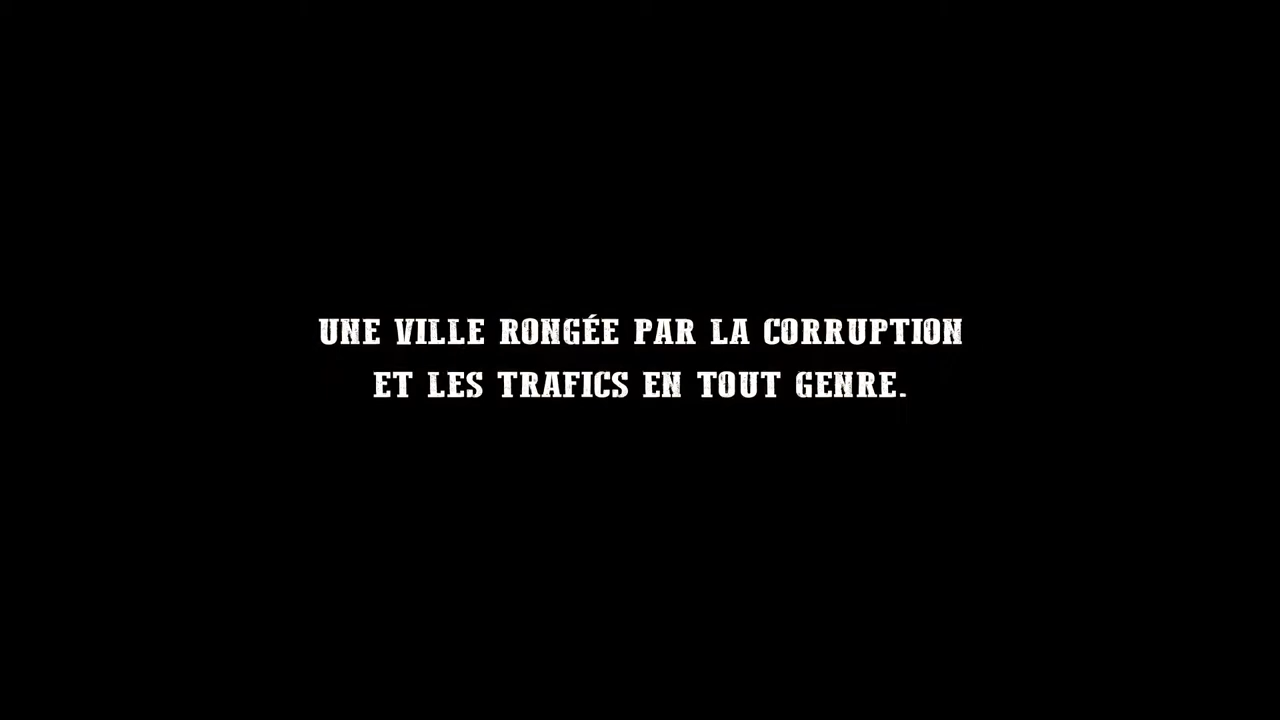 UNE VILLE RONGÉE PAR LA CORRUPTION
ET LES TRAFICS EN TOUT GENRE.